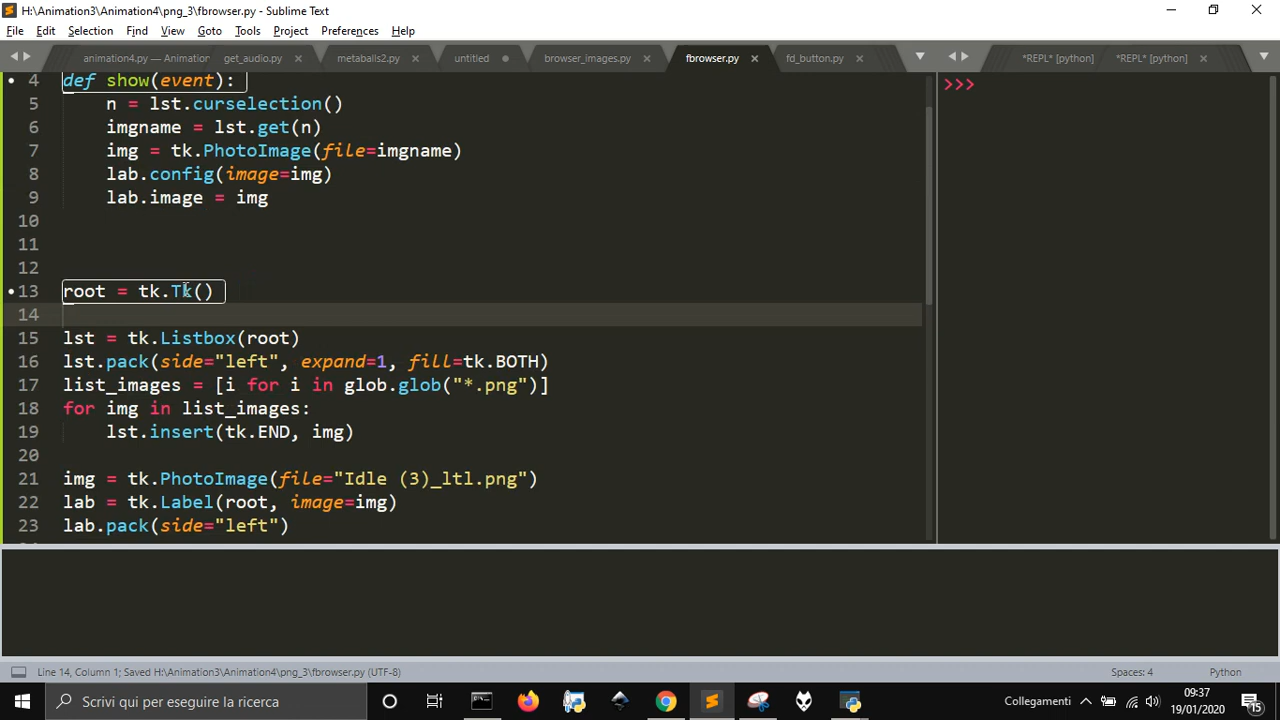 H:\Animation3\Animation4\png_3\fbrowser.py - Sublime Text
File Edit Selection Find View Goto Tools Project Preferences Help
animation4.py — Animation get_audio.py metaballs2.py untitled browser_images.py fbrowser.py fd_button.py *REPL* [python] *REPL* [python]
4 def show(event):
5 n = lst.curselection()
6 imgname = lst.get(n)
7 img = tk.PhotoImage(file=imgname)
8 lab.config(image=img)
9 lab.image = img
10
11
12
13 root = tk.Tk()
14
15 lst = tk.Listbox(root)
16 lst.pack(side="left", expand=1, fill=tk.BOTH)
17 list_images = [i for i in glob.glob("*.png")]
18 for img in list_images:
19 lst.insert(tk.END, img)
20
21 img = tk.PhotoImage(file="Idle (3)_ltl.png")
22 lab = tk.Label(root, image=img)
23 lab.pack(side="left")
>>>
Line 14, Column 1; Saved H:\Animation3\Animation4\png_3\fbrowser.py (UTF-8) Spaces: 4 Python
Scrivi qui per eseguire la ricerca
Collegamenti
09:37
19/01/2020
15